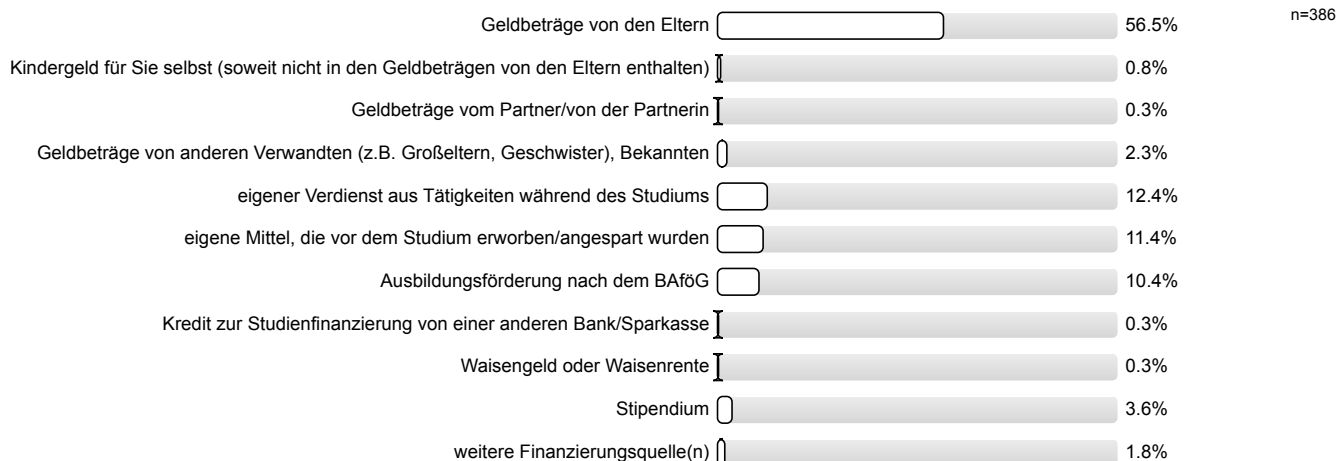 n=386
Geldbeträge von den Eltern 56.5%
Kindergeld für Sie selbst (soweit nicht in den Geldbeträgen von den Eltern enthalten) 0.8%
Geldbeträge vom Partner/von der Partnerin 0.3%
Geldbeträge von anderen Verwandten (z.B. Großeltern, Geschwister), Bekannten 2.3%
eigener Verdienst aus Tätigkeiten während des Studiums 12.4%
eigene Mittel, die vor dem Studium erworben/angespart wurden 11.4%
Ausbildungsförderung nach dem BAföG 10.4%
Kredit zur Studienfinanzierung von einer anderen Bank/Sparkasse 0.3%
Waisengeld oder Waisenrente 0.3%
Stipendium 3.6%
weitere Finanzierungsquelle(n) 1.8%